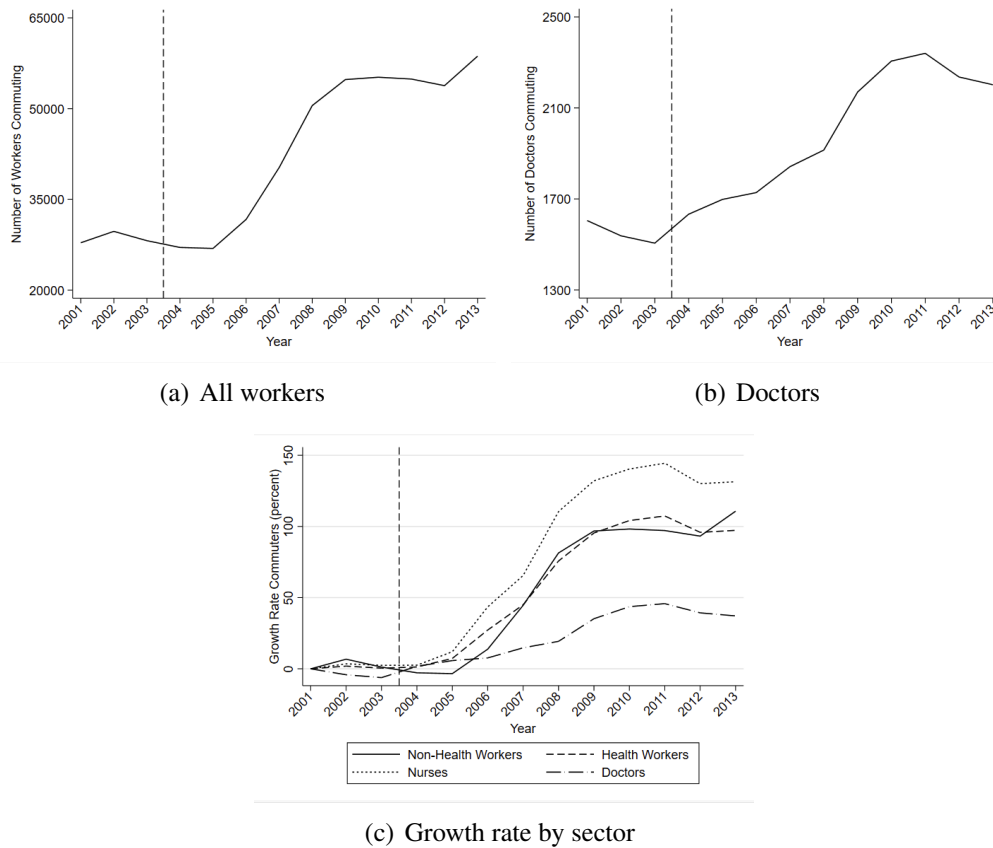 65000
50000
35000
20000
Number of Workers Commuting
2001 2002 2003 2004 2005 2006 2007 2008 2009 2010 2011 2012 2013
Year
(a) All workers
2500
2100
1700
1300
Number of Doctors Commuting
2001 2002 2003 2004 2005 2006 2007 2008 2009 2010 2011 2012 2013
Year
(b) Doctors
150
100
50
0
Growth Rate Commuters (percent)
2001 2002 2003 2004 2005 2006 2007 2008 2009 2010 2011 2012 2013
Year
Non-Health Workers Health Workers
Nurses Doctors
(c) Growth rate by sector